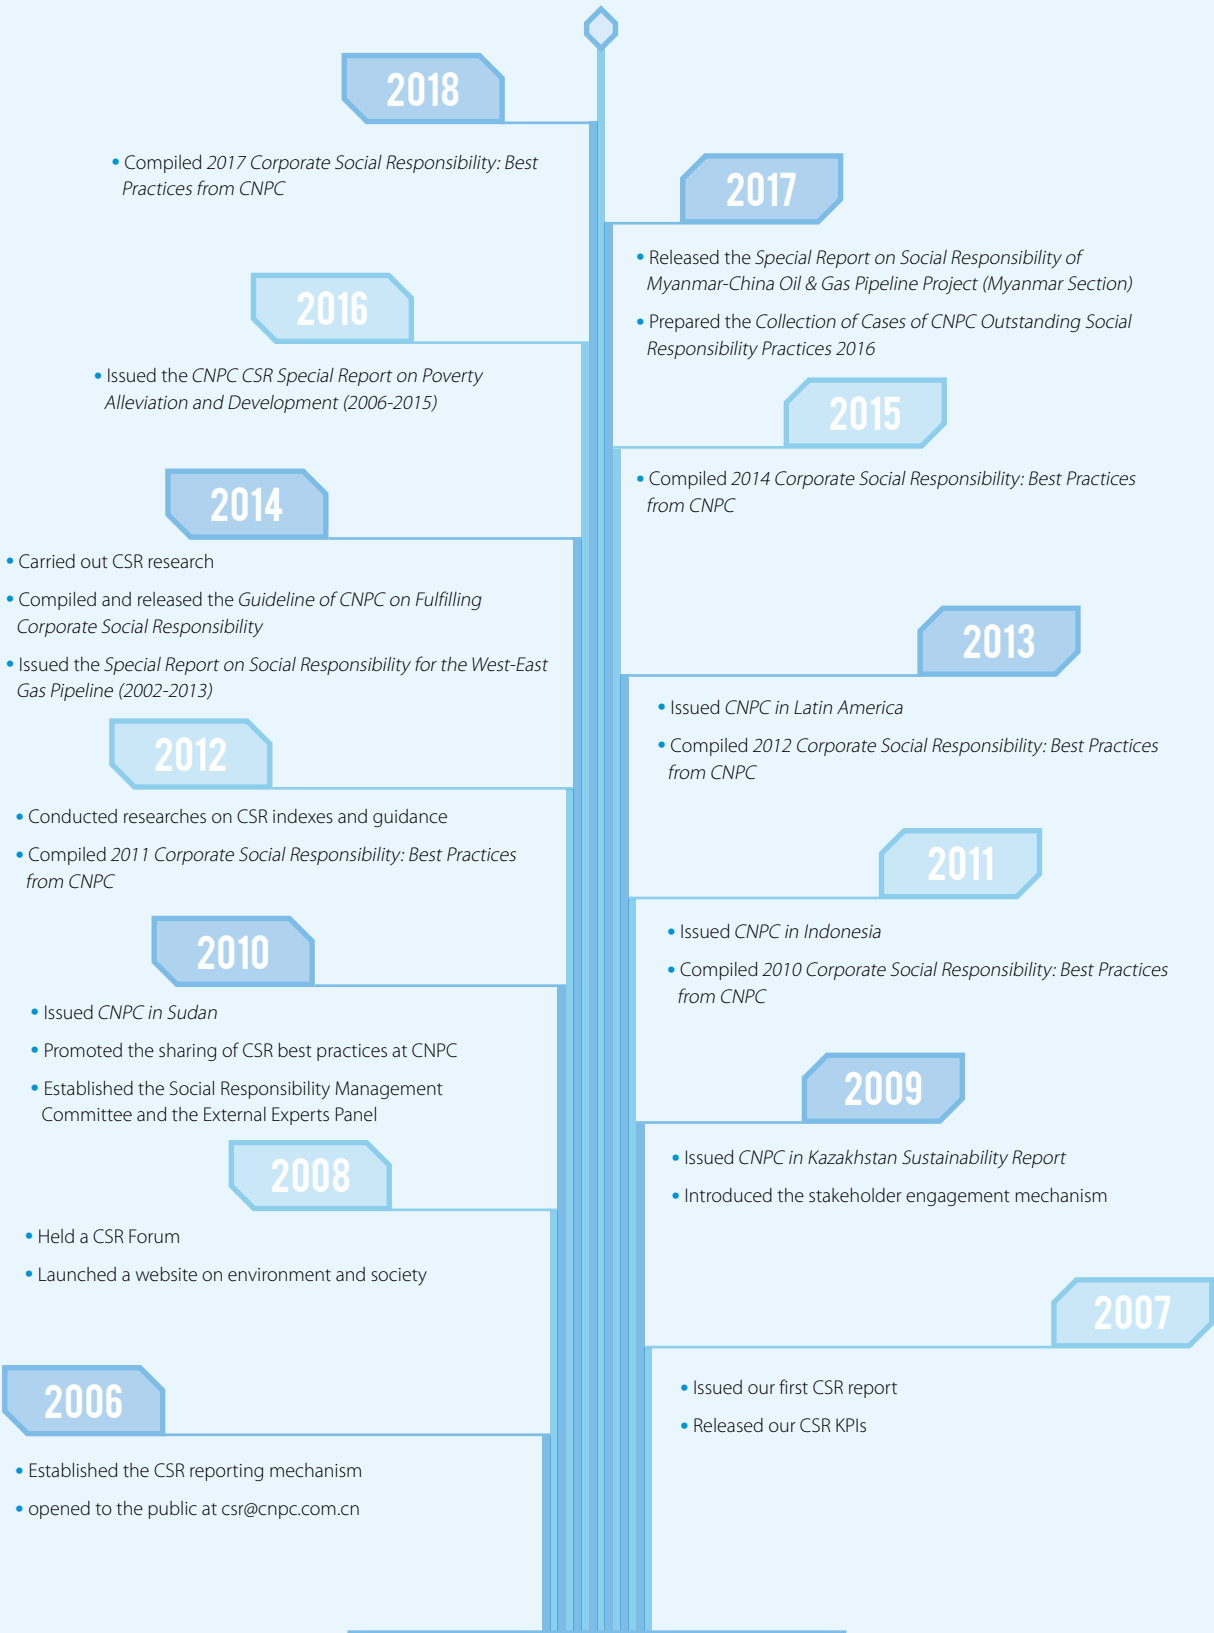 2018
• Compiled 2017 Corporate Social Responsibility: Best
Practices from CNPC
2017
• Released the Special Report on Social Responsibility of
Myanmar-China Oil & Gas Pipeline Project (Myanmar Section)
• Prepared the Collection of Cases of CNPC Outstanding Social
Responsibility Practices 2016
2016
• Issued the CNPC CSR Special Report on Poverty
Alleviation and Development (2006-2015)
2015
• Compiled 2014 Corporate Social Responsibility: Best Practices
from CNPC
2014
• Carried out CSR research
• Compiled and released the Guideline of CNPC on Fulfilling
Corporate Social Responsibility
• Issued the Special Report on Social Responsibility for the West-East
Gas Pipeline (2002-2013)
2013
• Issued CNPC in Latin America
• Compiled 2012 Corporate Social Responsibility: Best Practices
from CNPC
2012
• Conducted researches on CSR indexes and guidance
• Compiled 2011 Corporate Social Responsibility: Best Practices
from CNPC
2011
• Issued CNPC in Indonesia
• Compiled 2010 Corporate Social Responsibility: Best Practices
from CNPC
2010
• Issued CNPC in Sudan
• Promoted the sharing of CSR best practices at CNPC
• Established the Social Responsibility Management
Committee and the External Experts Panel
2009
• Issued CNPC in Kazakhstan Sustainability Report
• Introduced the stakeholder engagement mechanism
2008
• Held a CSR Forum
• Launched a website on environment and society
2007
• Issued our first CSR report
• Released our CSR KPIs
2006
• Established the CSR reporting mechanism
• opened to the public at csr@cnpc.com.cn